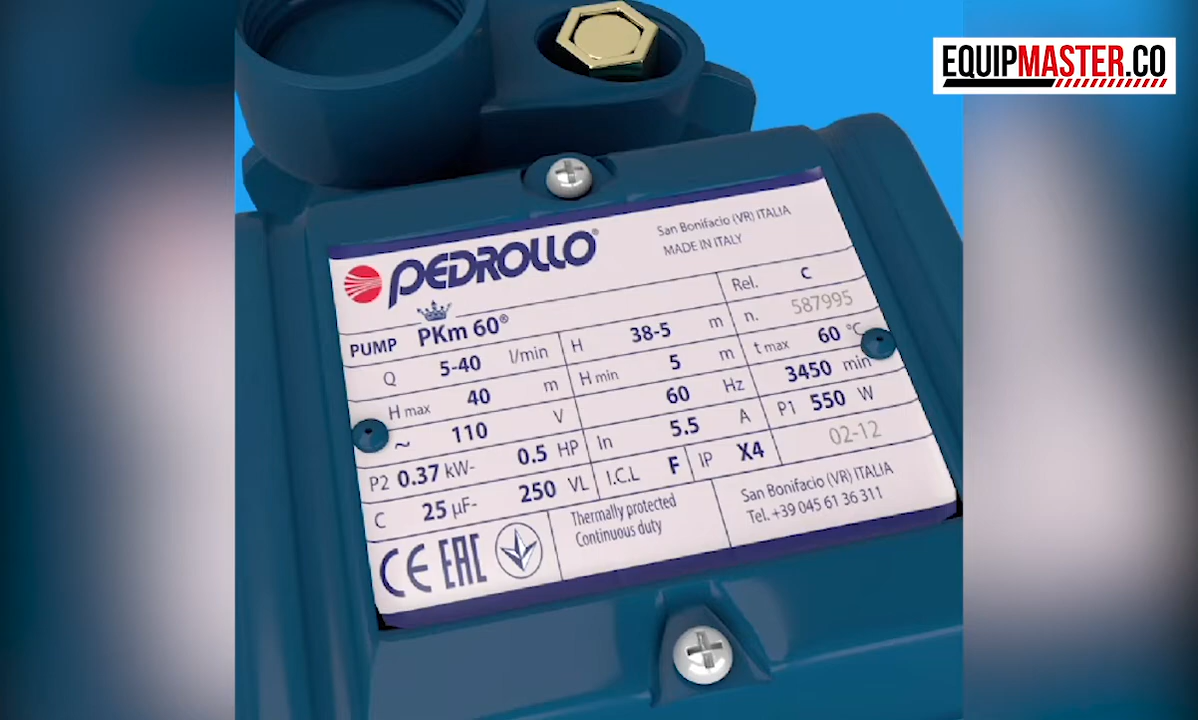 EQUIPMASTER.CO
PEDROLLO®
San Bonifacio (VR) ITALIA
MADE IN ITALY
PUMP PKm 60®
Rel. C
Q 5-40 l/min H 38-5 m n. 587995
H max 40 m H min 5 m t max 60 °C
~ 110 V 60 Hz 3450 min
P2 0.37 kW- 0.5 HP In 5.5 A P1 550 W
C 25 µF- 250 VL I.C.L F IP X4 02-12
CE EAC Thermally protected
Continuous duty
San Bonifacio (VR) ITALIA
Tel. +39 045 61 36 311